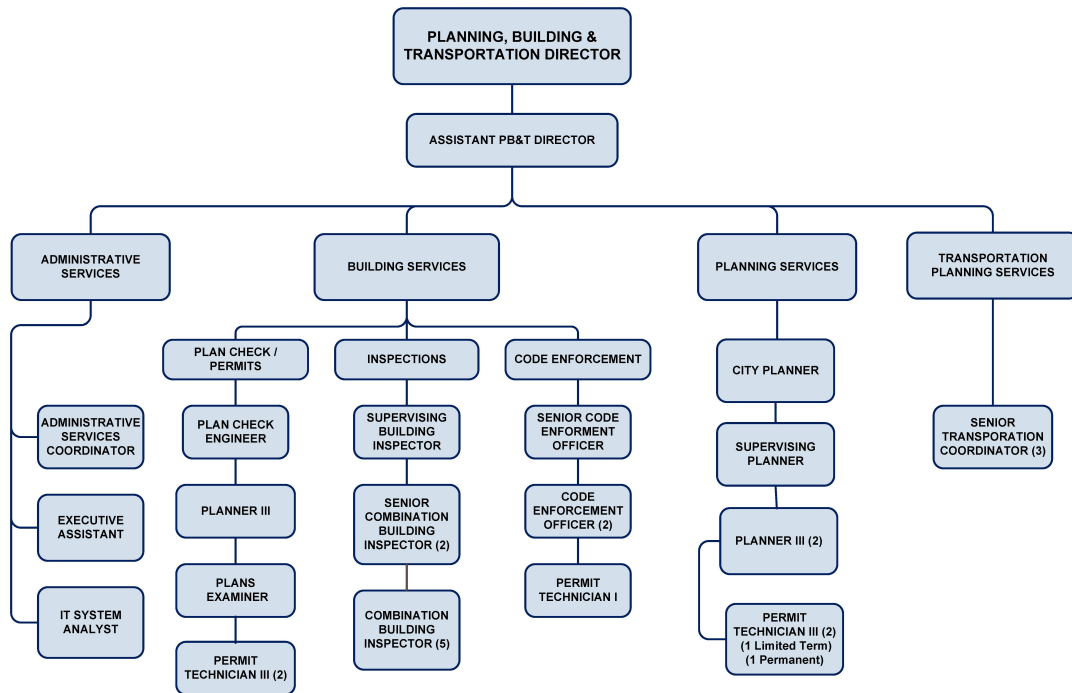 PLANNING, BUILDING &
TRANSPORTATION DIRECTOR
ASSISTANT PB&T DIRECTOR
ADMINISTRATIVE
SERVICES
BUILDING SERVICES
PLANNING SERVICES
TRANSPORTATION
PLANNING SERVICES
PLAN CHECK /
PERMITS
INSPECTIONS
CODE ENFORCEMENT
CITY PLANNER
ADMINISTRATIVE
SERVICES
COORDINATOR
PLAN CHECK
ENGINEER
SUPERVISING
BUILDING
INSPECTOR
SENIOR CODE
ENFORMENT
OFFICER
SUPERVISING
PLANNER
SENIOR
TRANSPORATION
COORDINATOR (3)
EXECUTIVE
ASSISTANT
PLANNER III
SENIOR
COMBINATION
BUILDING
INSPECTOR (2)
CODE
ENFORCEMENT
OFFICER (2)
PLANNER III (2)
IT SYSTEM
ANALYST
PLANS
EXAMINER
COMBINATION
BUILDING
INSPECTOR (5)
PERMIT
TECHNICIAN I
PERMIT
TECHNICIAN III (2)
(1 Limited Term)
(1 Permanent)
PERMIT
TECHNICIAN III (2)